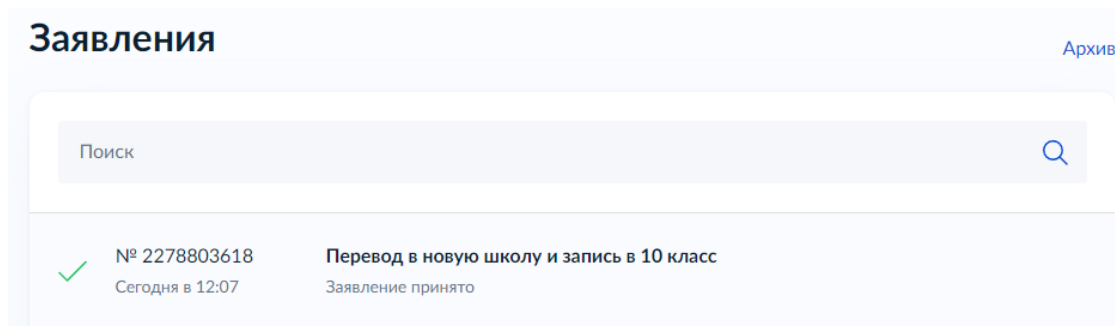 Заявления
Архив
Поиск
№ 2278803618 Перевод в новую школу и запись в 10 класс
Сегодня в 12:07 Заявление принято